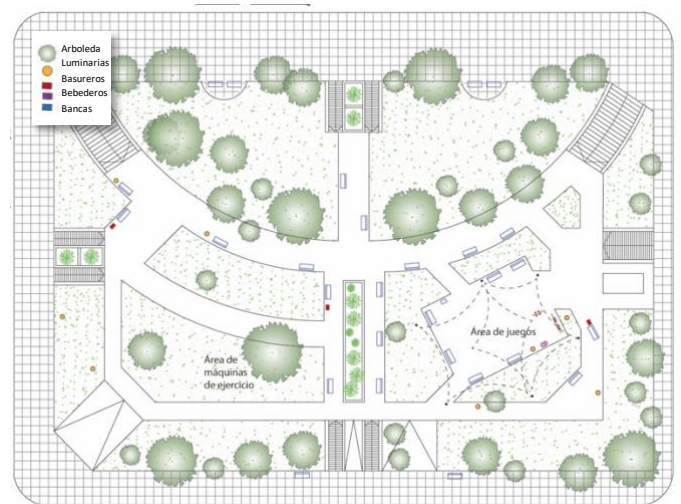 Arboleda
Luminarias
Basureros
Bebederos
Bancas
Área de juegos
Área de
máquinas
de ejercicio